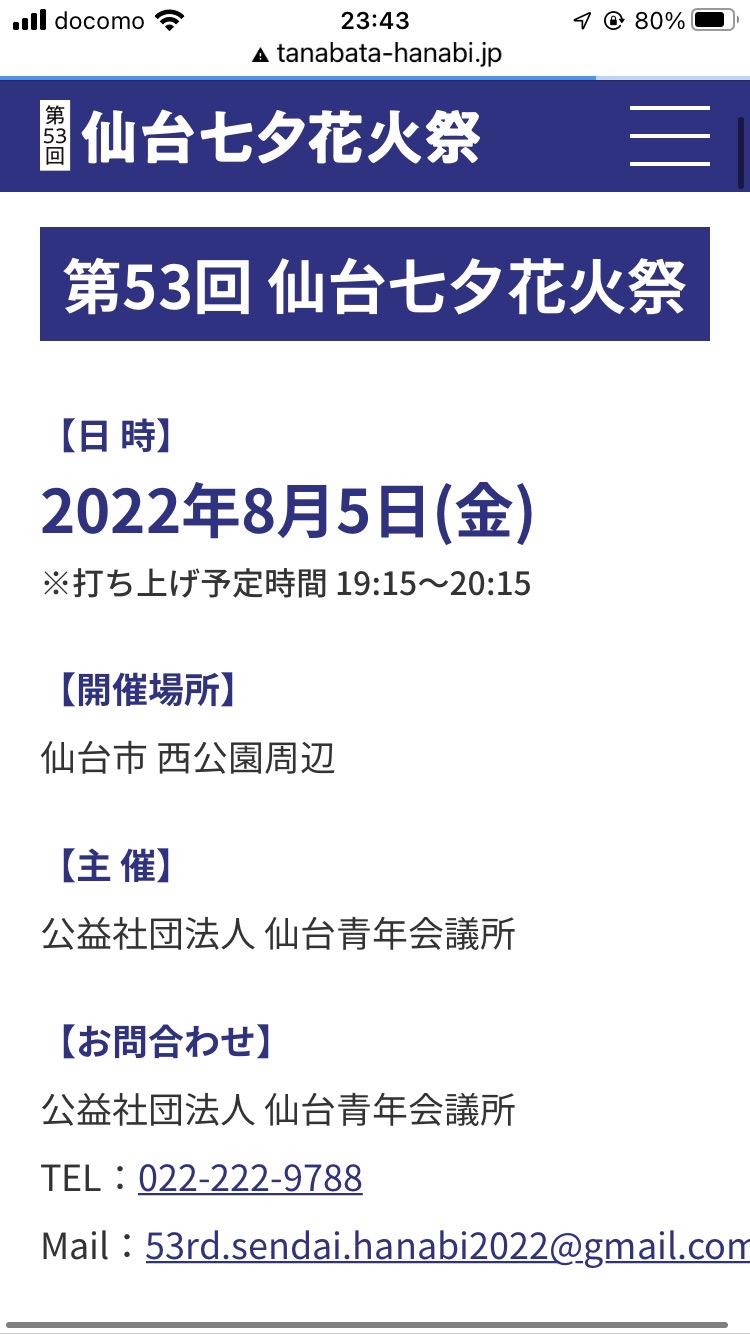 docomo 23:43 80%
tanabata-hanabi.jp
第53回 仙台七夕花火祭
第53回 仙台七夕花火祭
【日 時】
2022年8月5日(金)
※打ち上げ予定時間 19:15〜20:15
【開催場所】
仙台市 西公園周辺
【主 催】
公益社団法人 仙台青年会議所
【お問合わせ】
公益社団法人 仙台青年会議所
TEL：022-222-9788
Mail：53rd.sendai.hanabi2022@gmail.com